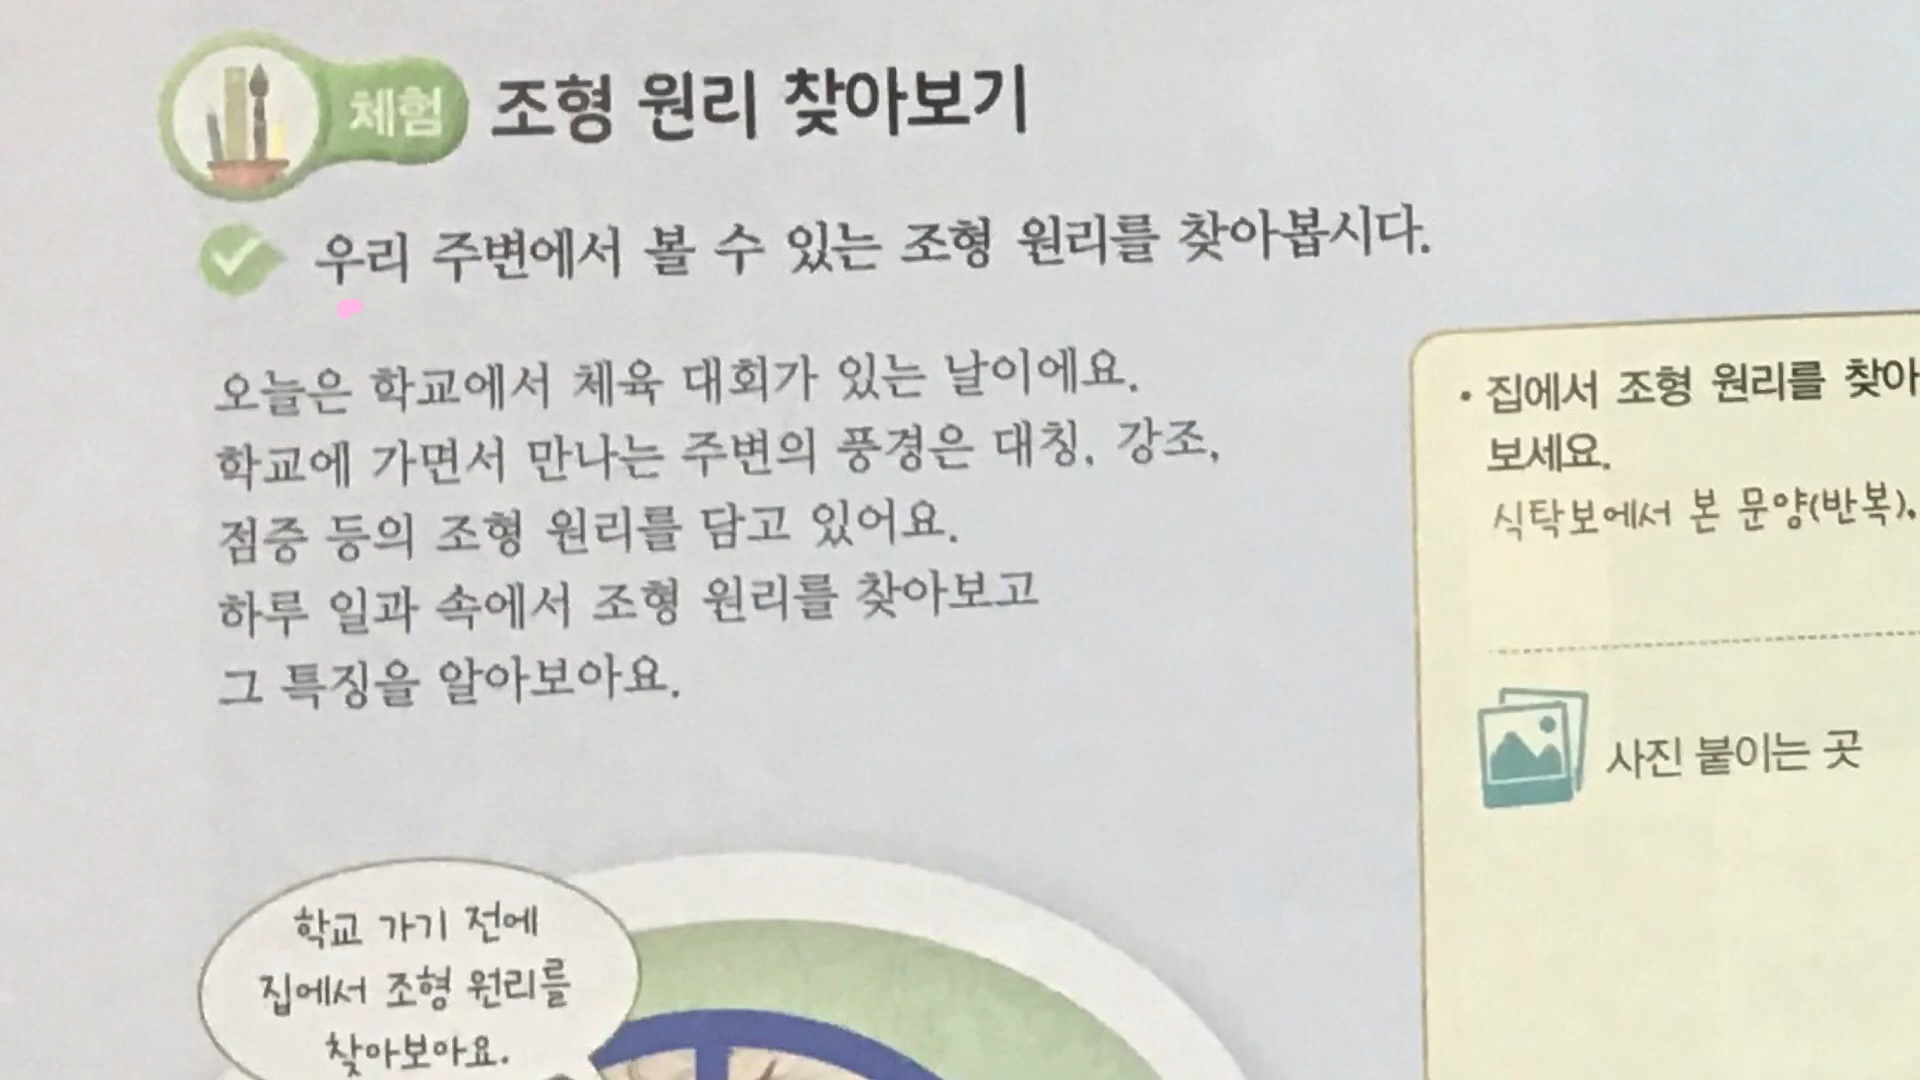 체험 조형 원리 찾아보기
우리 주변에서 볼 수 있는 조형 원리를 찾아봅시다.
오늘은 학교에서 체육 대회가 있는 날이에요.
학교에 가면서 만나는 주변의 풍경은 대칭, 강조,
점증 등의 조형 원리를 담고 있어요.
하루 일과 속에서 조형 원리를 찾아보고
그 특징을 알아보아요.
• 집에서 조형 원리를 찾아
보세요.
식탁보에서 본 문양(반복).
사진 붙이는 곳
학교 가기 전에
집에서 조형 원리를
찾아보아요.